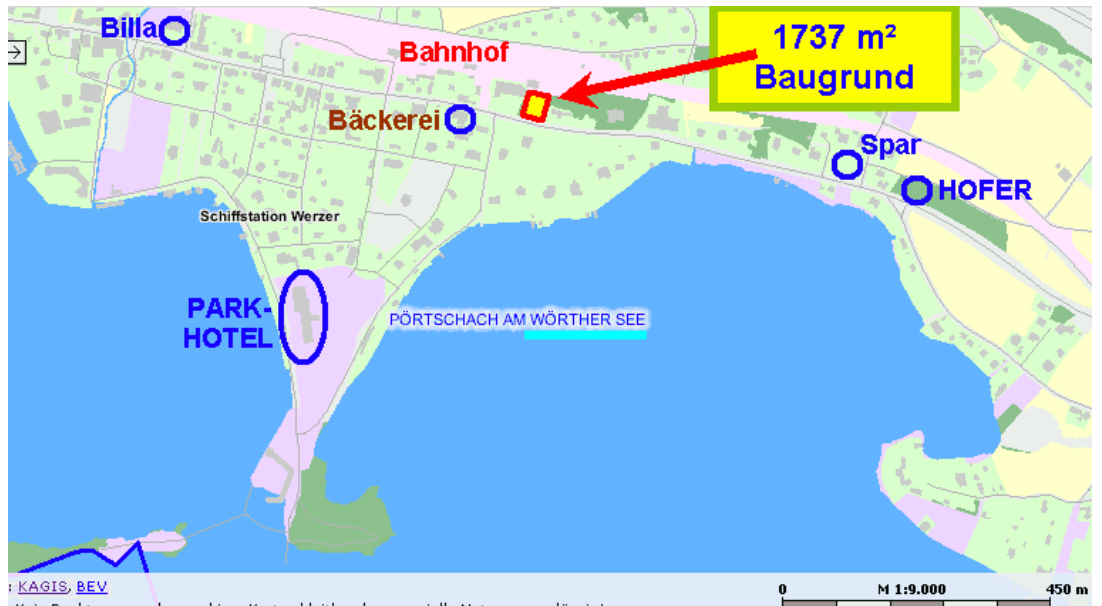 Billa
Bahnhof
1737 m²
Baugrund
Bäckerei
Spar
HOFER
Schiffstation Werzer
PARK-
HOTEL
PÖRTSCHACH AM WÖRTHER SEE
: KAGIS, BEV
0 M 1:9.000 450 m